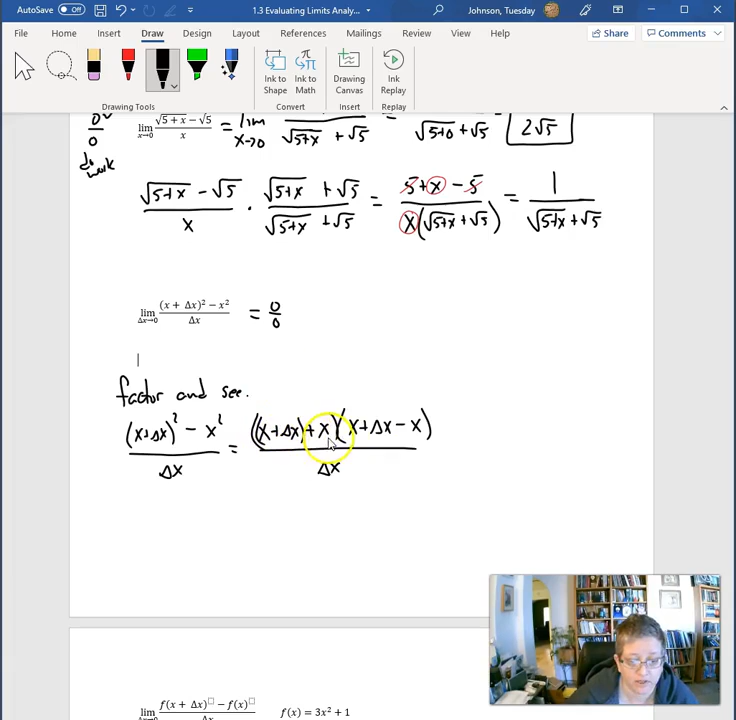 AutoSave Off 1.3 Evaluating Limits Analy... Johnson, Tuesday
File Home Insert Draw Design Layout References Mailings Review View Help Share Comments
Ink to Shape Ink to Math Drawing Canvas Ink Replay
Drawing Tools Convert Insert Replay
0/0 lim x→0 (√5 + x − √5)/x = lim x→0 /(√5+x + √5) = /(√5+0 + √5) 2√5
do work
(√5+x − √5)/x · (√5+x + √5)/(√5+x + √5) = (5+x − 5)/(x(√5+x + √5)) = 1/(√5+x + √5)
lim Δx→0 ((x + Δx)² − x²)/Δx = 0/0
factor and see.
((x+Δx)² − x²)/Δx = ((x+Δx)+x)(x+Δx − x)/Δx
lim Δx→0 (f(x + Δx)□ − f(x)□)/Δx f(x) = 3x² + 1